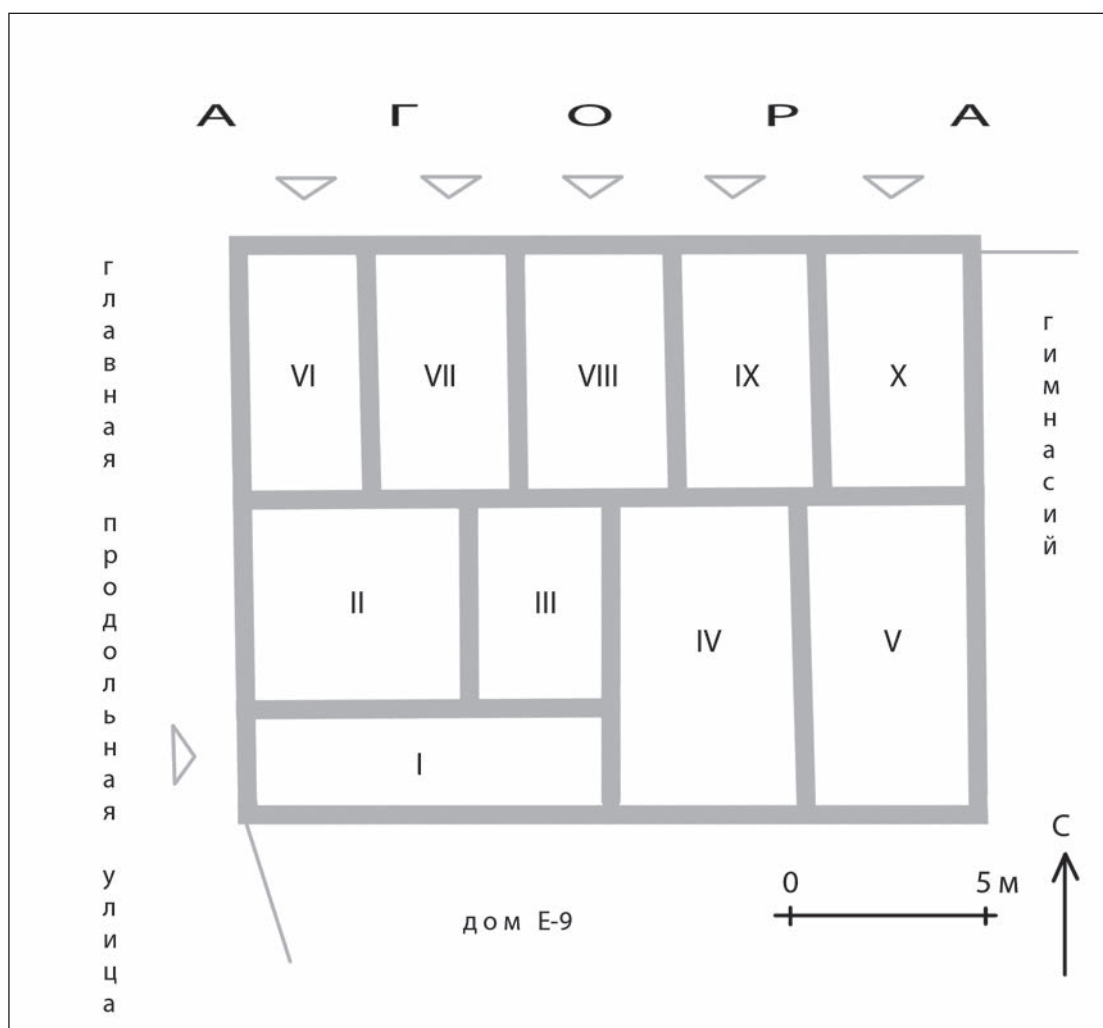 А Г О Р А
главная продольная улица
гимнасий
VI VII VIII IX X
II III IV V
I
С
0 5 м
дом Е-9